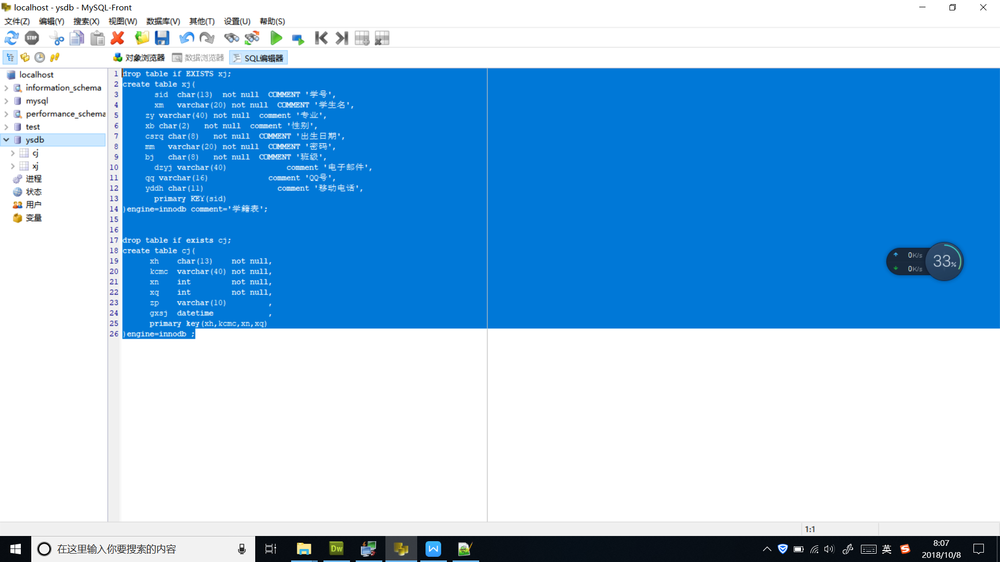 localhost - ysdb - MySQL-Front
文件(Z) 编辑(Y) 搜索(X) 视图(W) 数据库(V) 其他(T) 设置(U) 帮助(S)
STOP
对象浏览器 数据浏览器 SQL编辑器
localhost
information_schema
mysql
performance_schema
test
ysdb
cj
xj
进程
状态
用户
变量
1 drop table if EXISTS xj;
2 create table xj(
3 sid char(13) not null COMMENT '学号',
4 xm varchar(20) not null COMMENT '学生名',
5 zy varchar(40) not null comment '专业',
6 xb char(2) not null comment '性别',
7 csrq char(8) not null COMMENT '出生日期',
8 mm varchar(20) not null COMMENT '密码',
9 bj char(8) not null COMMENT '班级',
10 dzyj varchar(40) comment '电子邮件',
11 qq varchar(16) comment 'QQ号',
12 yddh char(11) comment '移动电话',
13 primary KEY(sid)
14 )engine=innodb comment='学籍表';
15
16
17 drop table if exists cj;
18 create table cj(
19 xh char(13) not null,
20 kcmc varchar(40) not null,
21 xn int not null,
22 xq int not null,
23 zp varchar(10) ,
24 gxsj datetime ,
25 primary key(xh,kcmc,xn,xq)
26 )engine=innodb ;
0K/s
0K/s
33%
1:1
在这里输入你要搜索的内容
Dw
W
英
S
8:07
2018/10/8